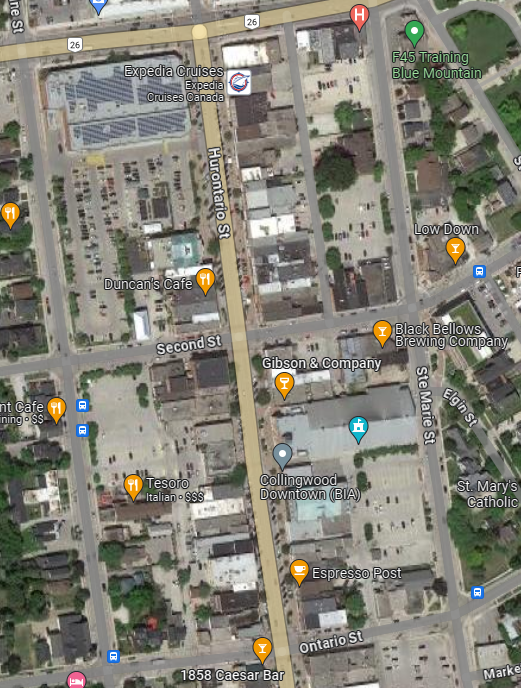 ne St
26
26
H
F45 Training
Blue Mountain
Expedia Cruises
Expedia
Cruises Canada
Hurontario St
Low Down
Duncan's Cafe
Black Bellows
Brewing Company
Second St
Gibson & Company
Ste Marie St
Elgin St
nt Cafe
ning • $$
Collingwood
Downtown (BIA)
Tesoro
Italian • $$$
St. Mary's
Catholic
Espresso Post
Ontario St
1858 Caesar Bar
Marke